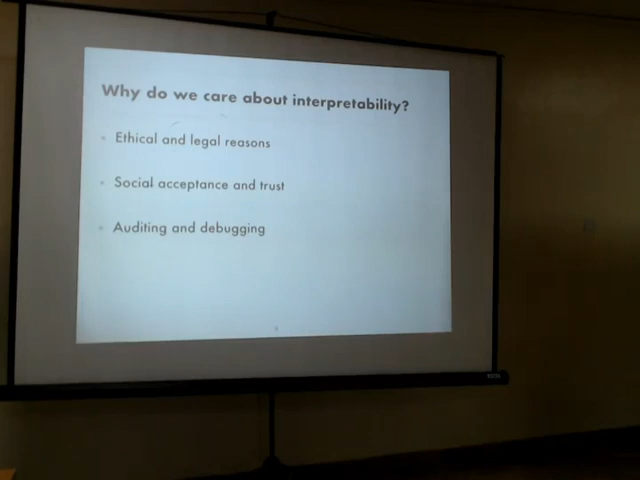 Why do we care about interpretability?
Ethical and legal reasons
Social acceptance and trust
Auditing and debugging